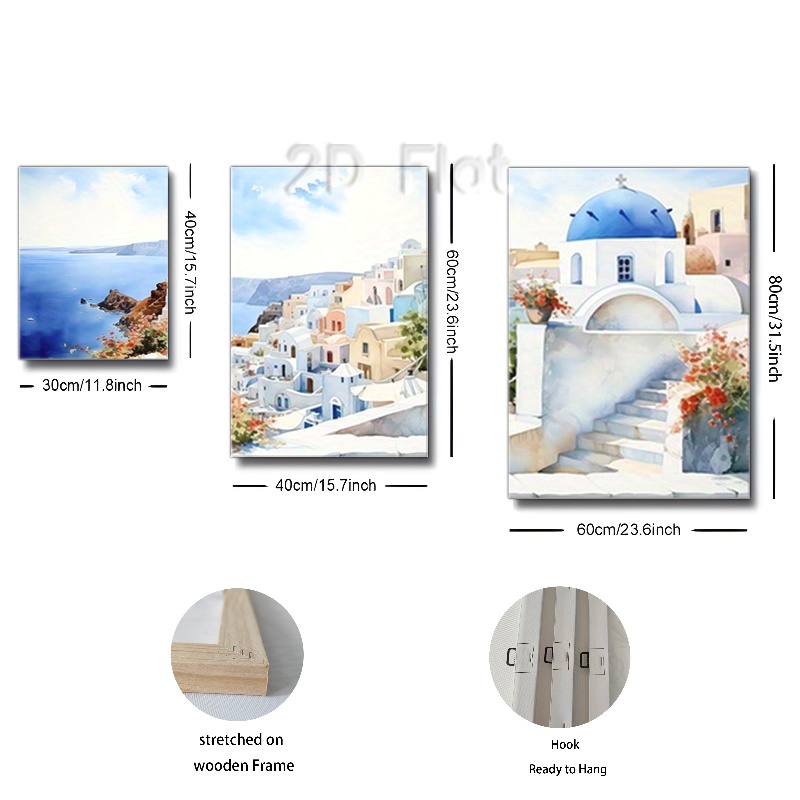 2D Flat
40cm/15.7inch
60cm/23.6inch
80cm/31.5inch
30cm/11.8inch
40cm/15.7inch
60cm/23.6inch
stretched on
wooden Frame
Hook
Ready to Hang